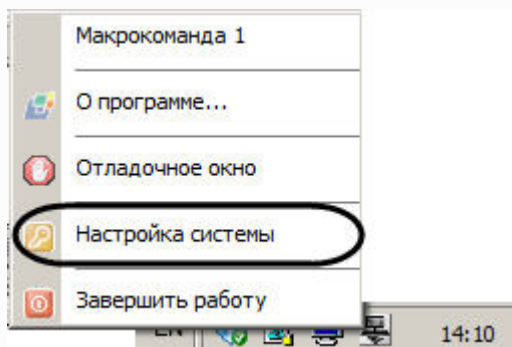 Макрокоманда 1
О программе...
Отладочное окно
Настройка системы
Завершить работу
EN
14:10